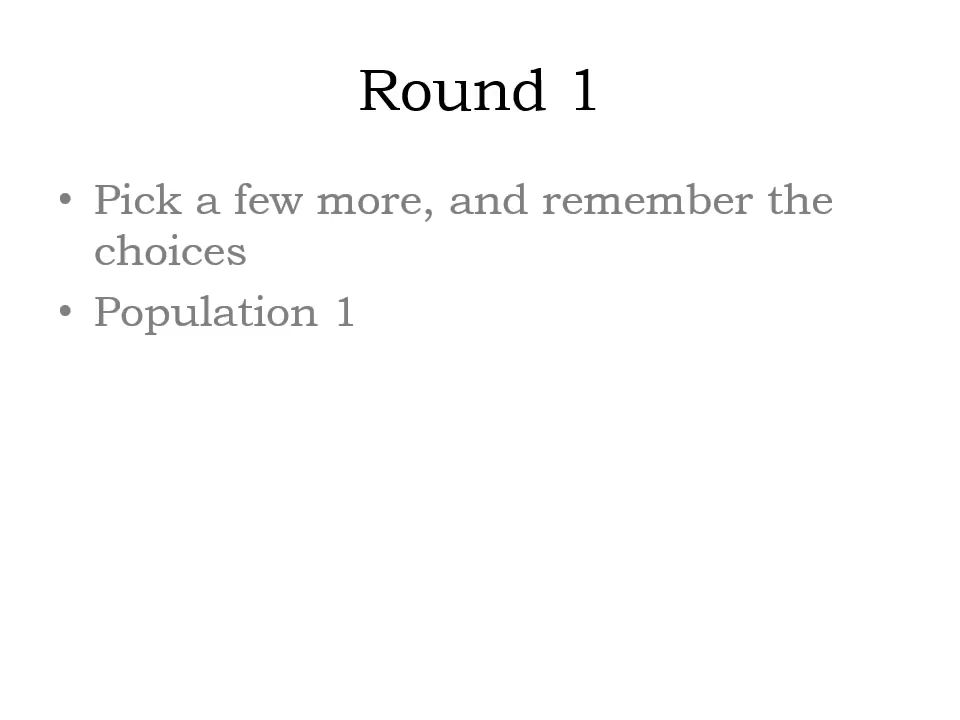 Round 1
• Pick a few more, and remember the
choices
• Population 1